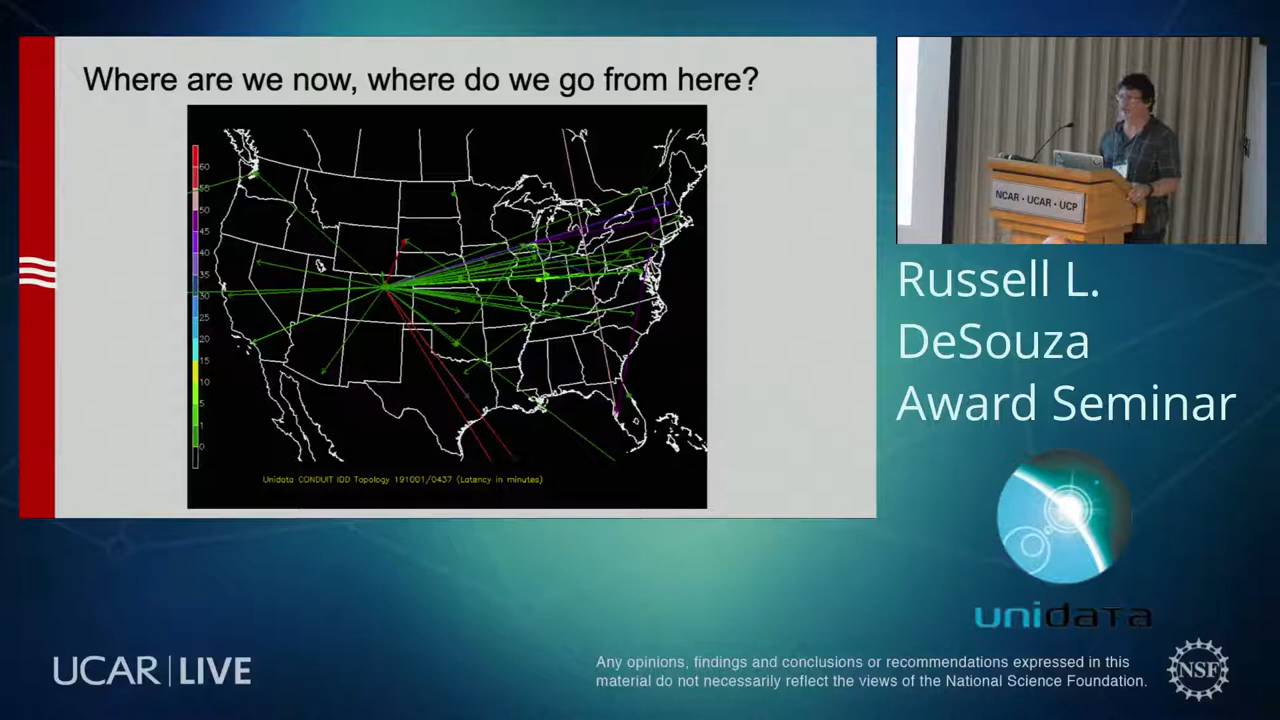 Where are we now, where do we go from here?
60
55
50
45
40
35
30
25
20
15
10
5
1
0
Unidata CONDUIT IDD Topology 191001/0437 (Latency in minutes)
NCAR • UCAR • UCP
Russell L.
DeSouza
Award Seminar
unidata
UCAR | LIVE
Any opinions, findings and conclusions or recommendations expressed in this
material do not necessarily reflect the views of the National Science Foundation.
NSF